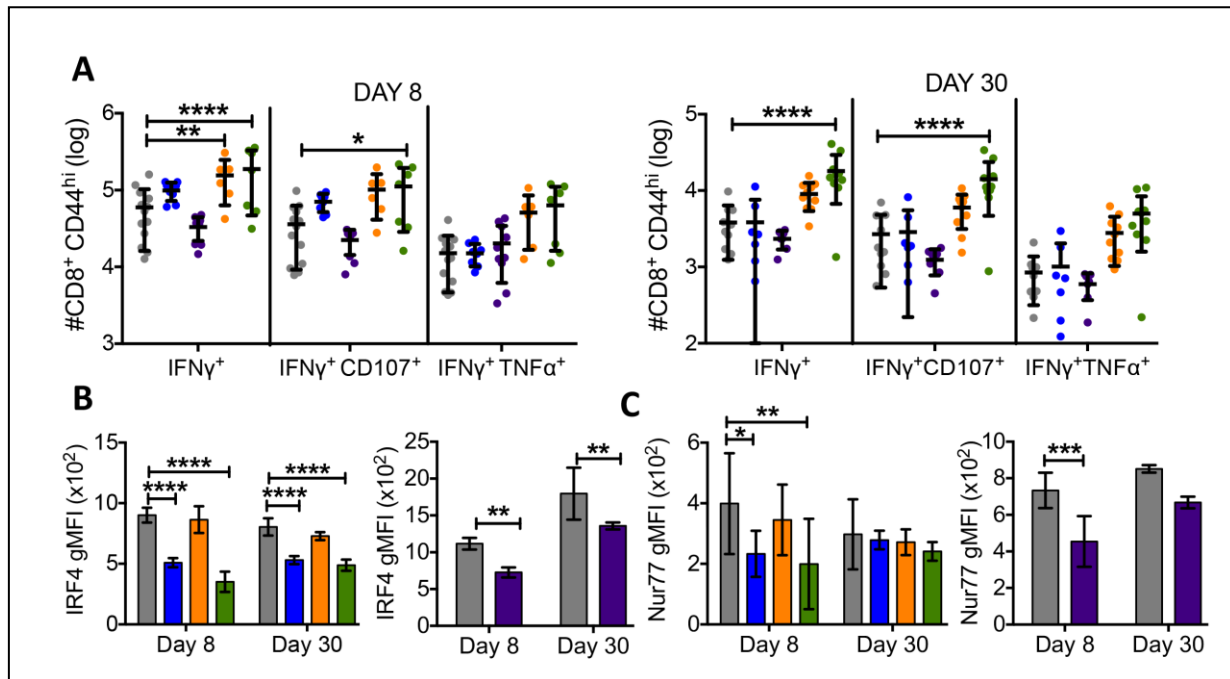 A
DAY 8
#CD8⁺ CD44ʰⁱ (log)
6
5
4
3
****
**
*
IFNγ⁺
IFNγ⁺ CD107⁺
IFNγ⁺ TNFα⁺
DAY 30
#CD8⁺ CD44ʰⁱ (log)
5
4
3
2
****
****
IFNγ⁺
IFNγ⁺CD107⁺
IFNγ⁺TNFα⁺
B
IRF4 gMFI (x10²)
15
10
5
0
****
****
****
****
Day 8
Day 30
IRF4 gMFI (x10²)
25
20
15
10
5
0
**
**
Day 8
Day 30
C
Nur77 gMFI (x10²)
6
4
2
0
**
*
Day 8
Day 30
Nur77 gMFI (x10²)
10
8
6
4
2
0
***
Day 8
Day 30